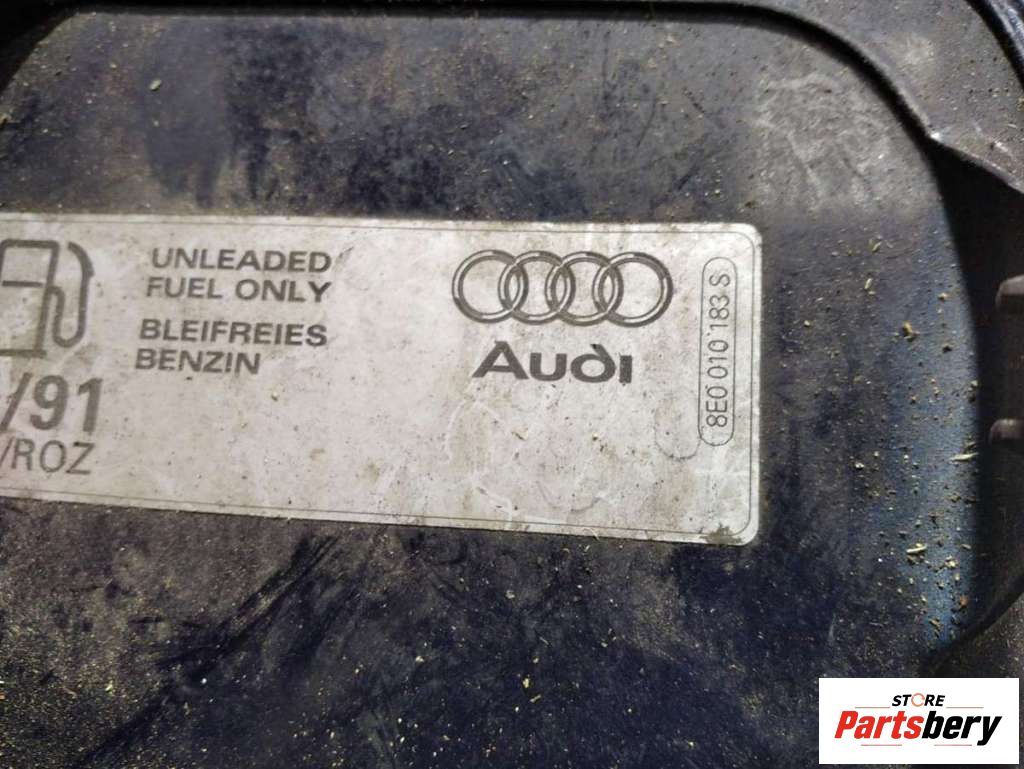 UNLEADED
FUEL ONLY
BLEIFREIES
BENZIN
/91
/ROZ
Audi
8E0 010 183 S
STORE
Partsbery